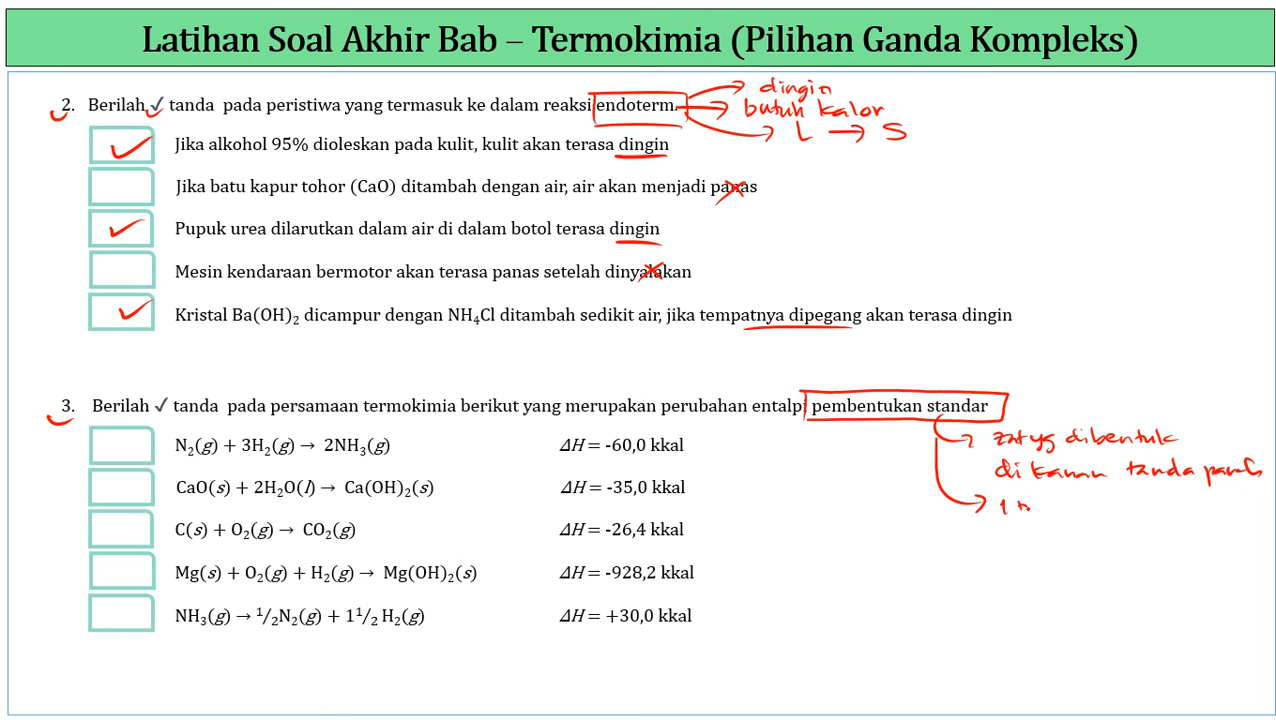 Latihan Soal Akhir Bab – Termokimia (Pilihan Ganda Kompleks)
2. Berilah ✓ tanda pada peristiwa yang termasuk ke dalam reaksi endoterm.
dingin
butuh kalor
L → S
Jika alkohol 95% dioleskan pada kulit, kulit akan terasa dingin
Jika batu kapur tohor (CaO) ditambah dengan air, air akan menjadi panas
Pupuk urea dilarutkan dalam air di dalam botol terasa dingin
Mesin kendaraan bermotor akan terasa panas setelah dinyalakan
Kristal Ba(OH)₂ dicampur dengan NH₄Cl ditambah sedikit air, jika tempatnya dipegang akan terasa dingin
3. Berilah ✓ tanda pada persamaan termokimia berikut yang merupakan perubahan entalpi pembentukan standar
zat yg dibentuk
di kanan tanda panah
1
N₂(g) + 3H₂(g) → 2NH₃(g) ΔH = -60,0 kkal
CaO(s) + 2H₂O(l) → Ca(OH)₂(s) ΔH = -35,0 kkal
C(s) + O₂(g) → CO₂(g) ΔH = -26,4 kkal
Mg(s) + O₂(g) + H₂(g) → Mg(OH)₂(s) ΔH = -928,2 kkal
NH₃(g) → ¹/₂N₂(g) + 1¹/₂ H₂(g) ΔH = +30,0 kkal